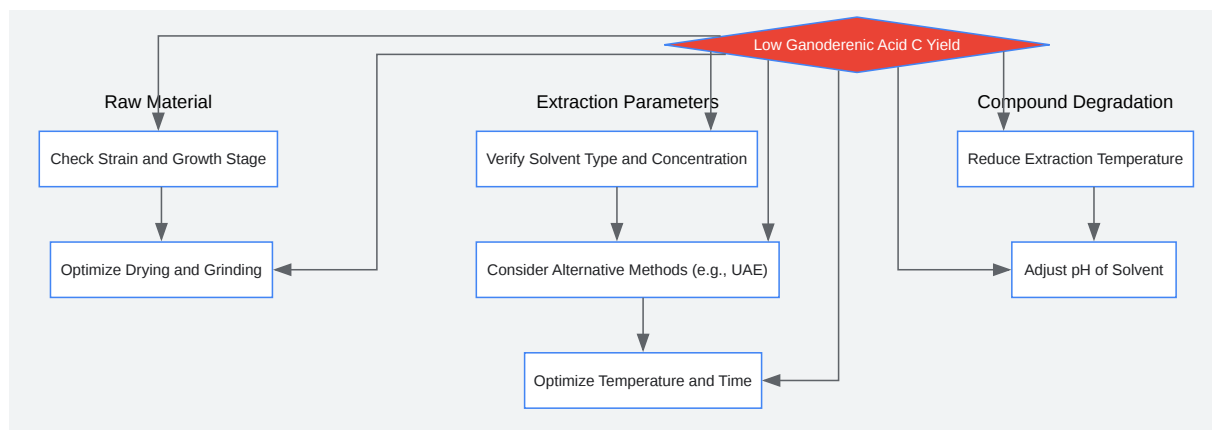 Low Ganoderenic Acid C Yield
Raw Material
Extraction Parameters
Compound Degradation
Check Strain and Growth Stage
Verify Solvent Type and Concentration
Reduce Extraction Temperature
Optimize Drying and Grinding
Consider Alternative Methods (e.g., UAE)
Adjust pH of Solvent
Optimize Temperature and Time